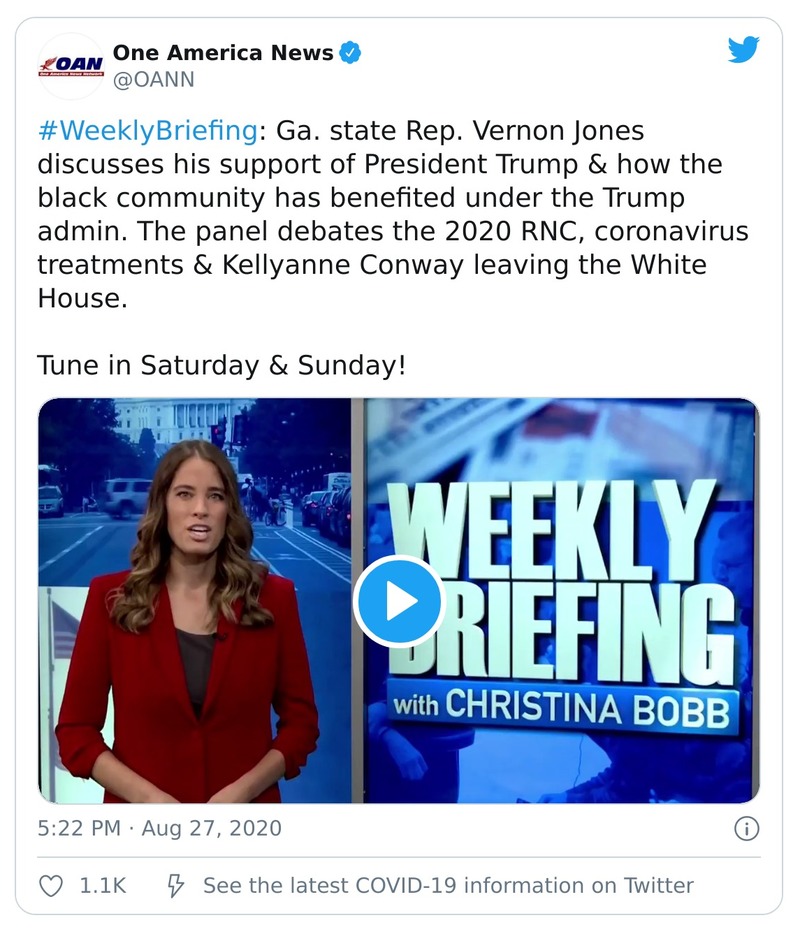 OAN
One America News Network
One America News
@OANN
#WeeklyBriefing: Ga. state Rep. Vernon Jones
discusses his support of President Trump & how the
black community has benefited under the Trump
admin. The panel debates the 2020 RNC, coronavirus
treatments & Kellyanne Conway leaving the White
House.
Tune in Saturday & Sunday!
WEEKLY
BRIEFING
with CHRISTINA BOBB
5:22 PM · Aug 27, 2020
1.1K See the latest COVID-19 information on Twitter